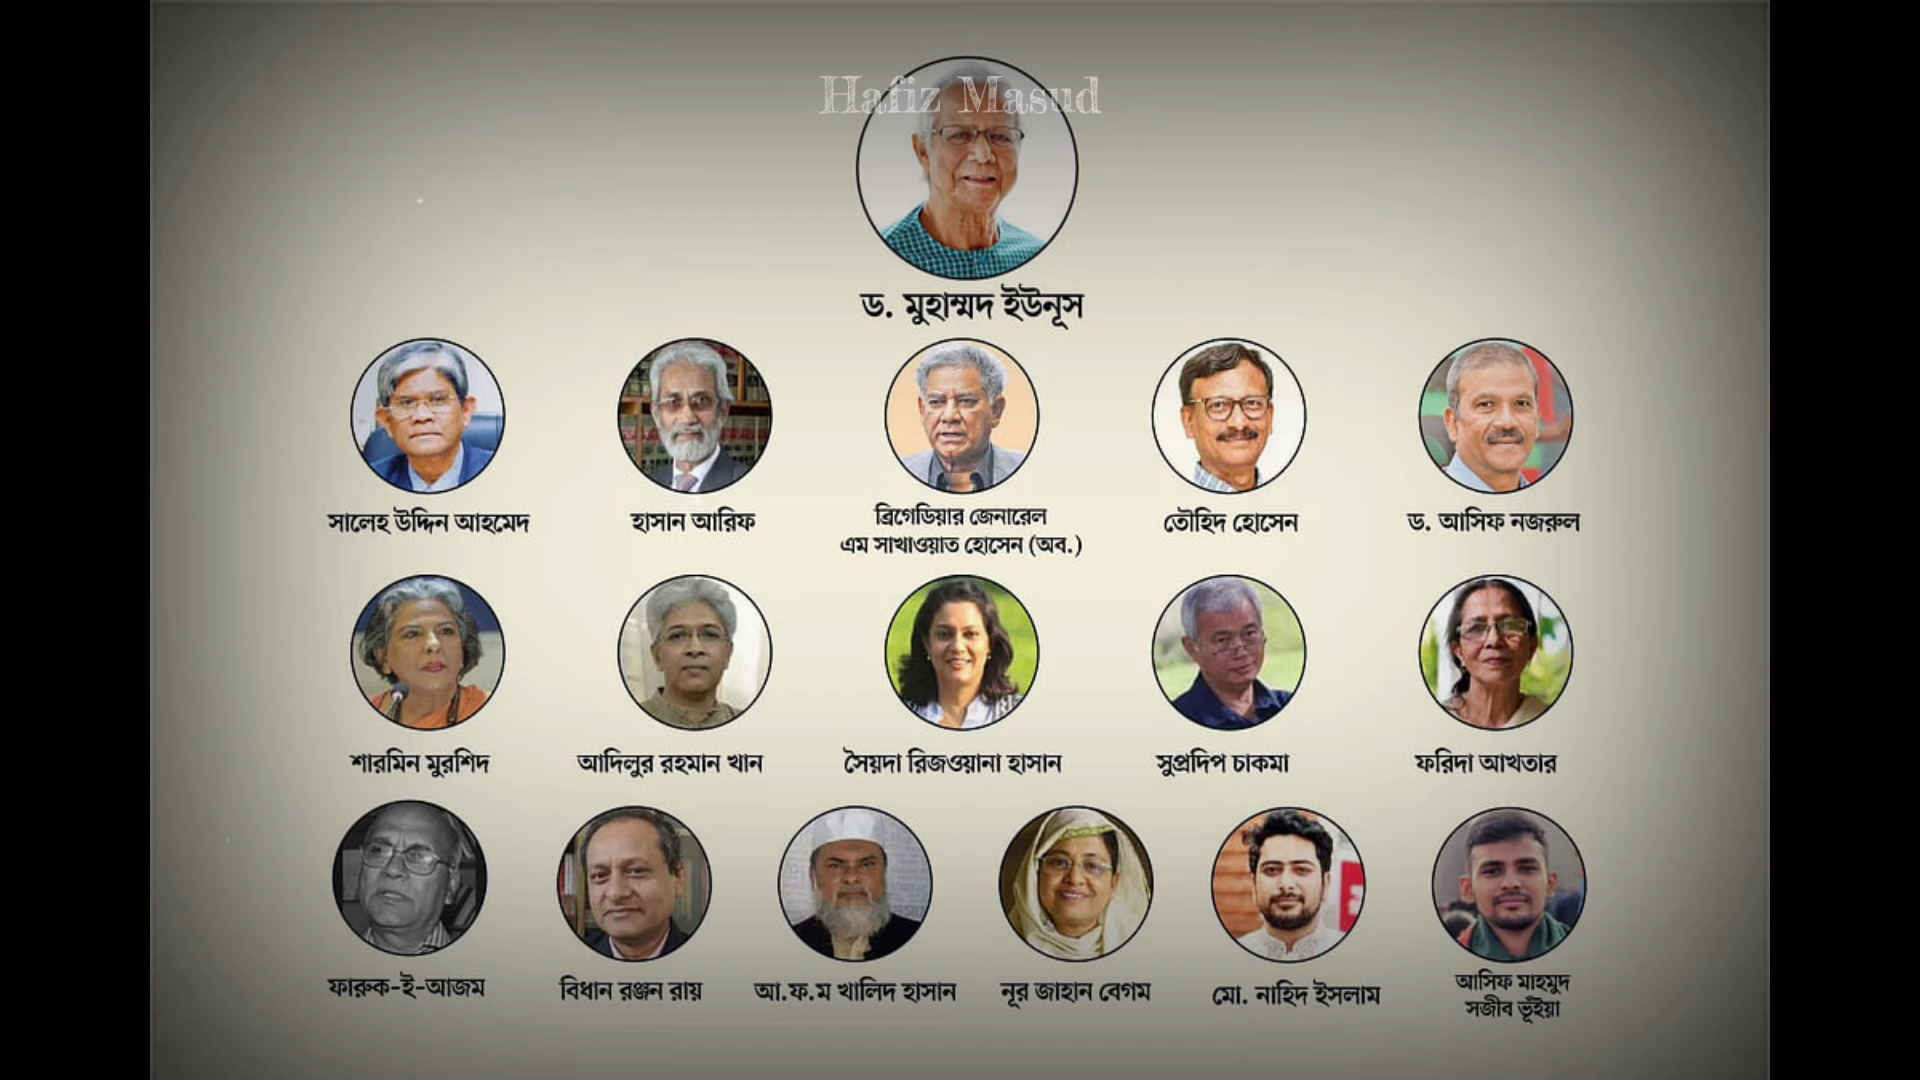 Hafiz Masud
ড. মুহাম্মদ ইউনূস
সালেহ উদ্দিন আহমেদ
হাসান আরিফ
ব্রিগেডিয়ার জেনারেল
এম সাখাওয়াত হোসেন (অব.)
তৌহিদ হোসেন
ড. আসিফ নজরুল
শারমিন মুরশিদ
আদিলুর রহমান খান
সৈয়দা রিজওয়ানা হাসান
সুপ্রদিপ চাকমা
ফরিদা আখতার
ফারুক-ই-আজম
বিধান রঞ্জন রায়
আ.ফ.ম খালিদ হাসান
নূর জাহান বেগম
মো. নাহিদ ইসলাম
আসিফ মাহমুদ
সজীব ভূঁইয়া